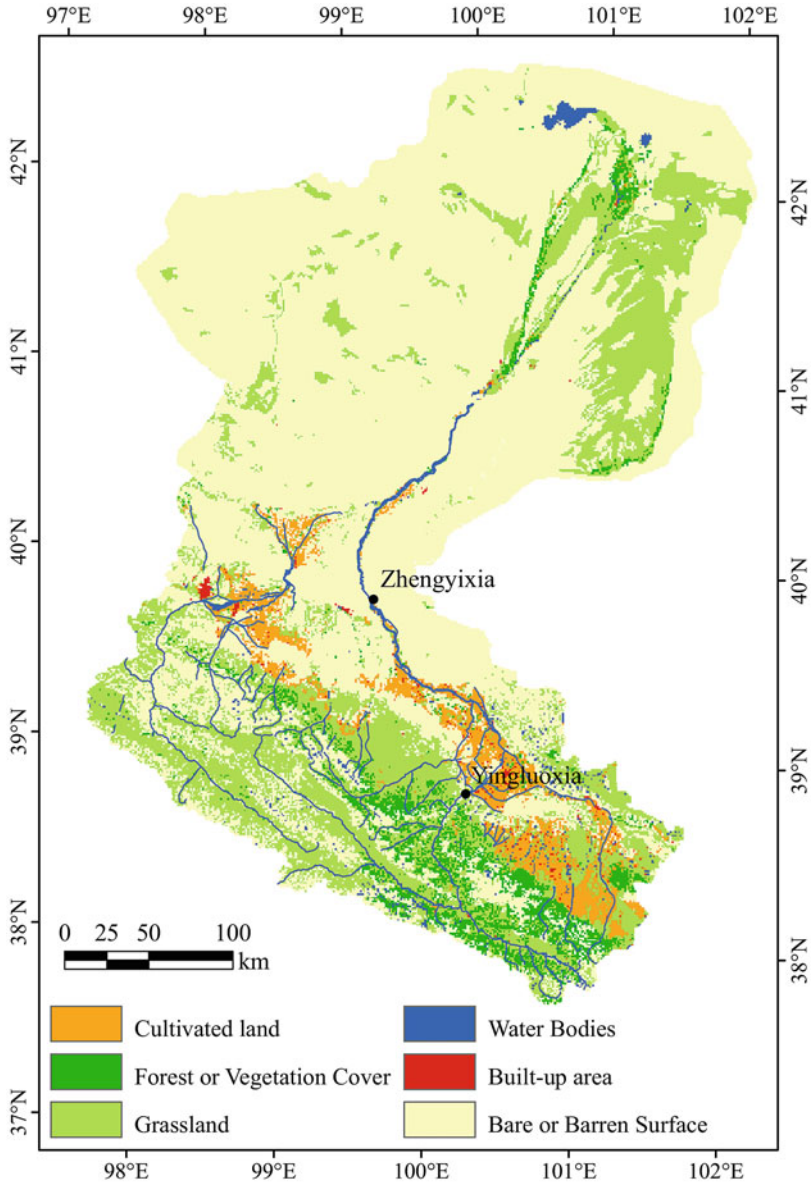 97°E 98°E 99°E 100°E 101°E 102°E
42°N
42°N
41°N
41°N
40°N
Zhengyixia
40°N
39°N
39°N
Yingluoxia
38°N
38°N
0 25 50 100
km
Cultivated land
Water Bodies
Forest or Vegetation Cover
Built-up area
Grassland
Bare or Barren Surface
37°N
98°E 99°E 100°E 101°E 102°E